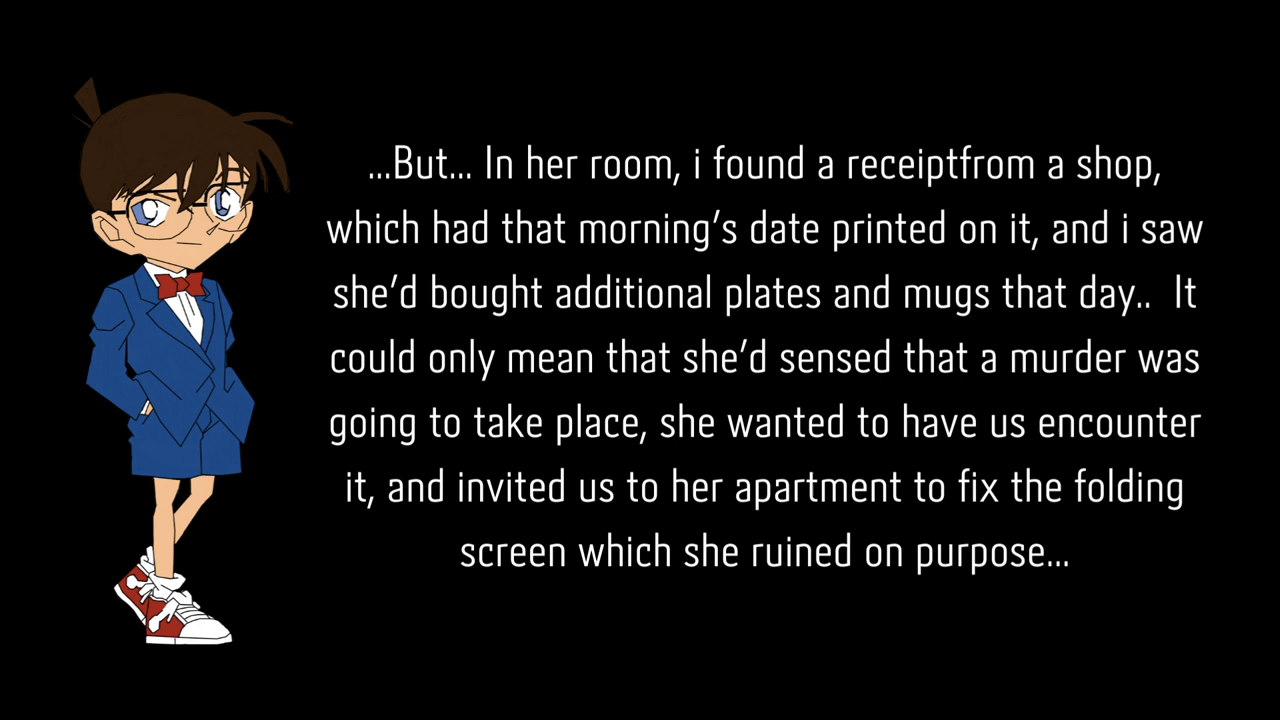 ...But... In her room, i found a receiptfrom a shop,
which had that morning's date printed on it, and i saw
she'd bought additional plates and mugs that day..  It
could only mean that she'd sensed that a murder was
going to take place, she wanted to have us encounter
it, and invited us to her apartment to fix the folding
screen which she ruined on purpose...